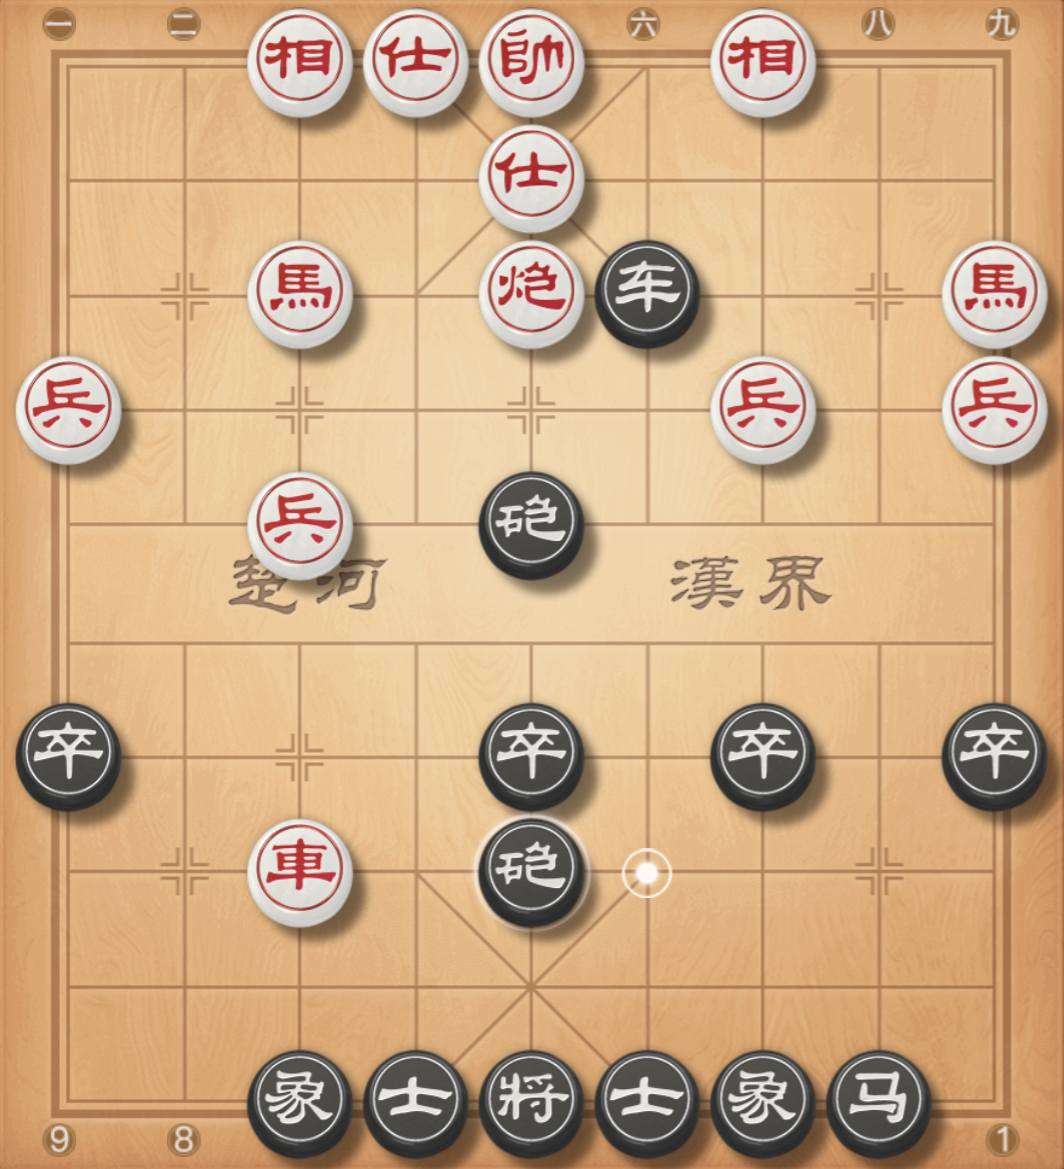 一 二 六 八 九
相 仕 帥 相
仕
馬 炮 车 馬
兵 兵 兵
兵 砲
楚河 漢界
卒 卒 卒 卒
車 砲
象 士 将 士 象 马
9 8 1